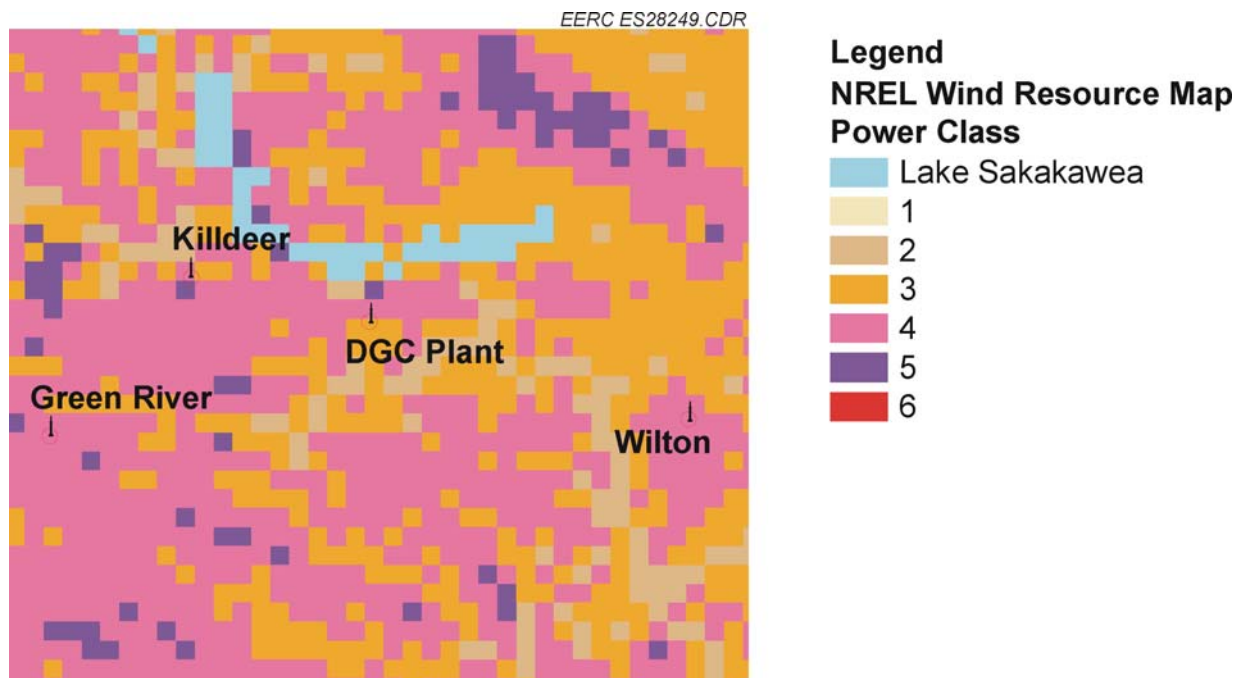 EERC ES28249.CDR
Legend
NREL Wind Resource Map
Power Class
Lake Sakakawea
1
2
3
4
5
6
Killdeer
DGC Plant
Green River
Wilton